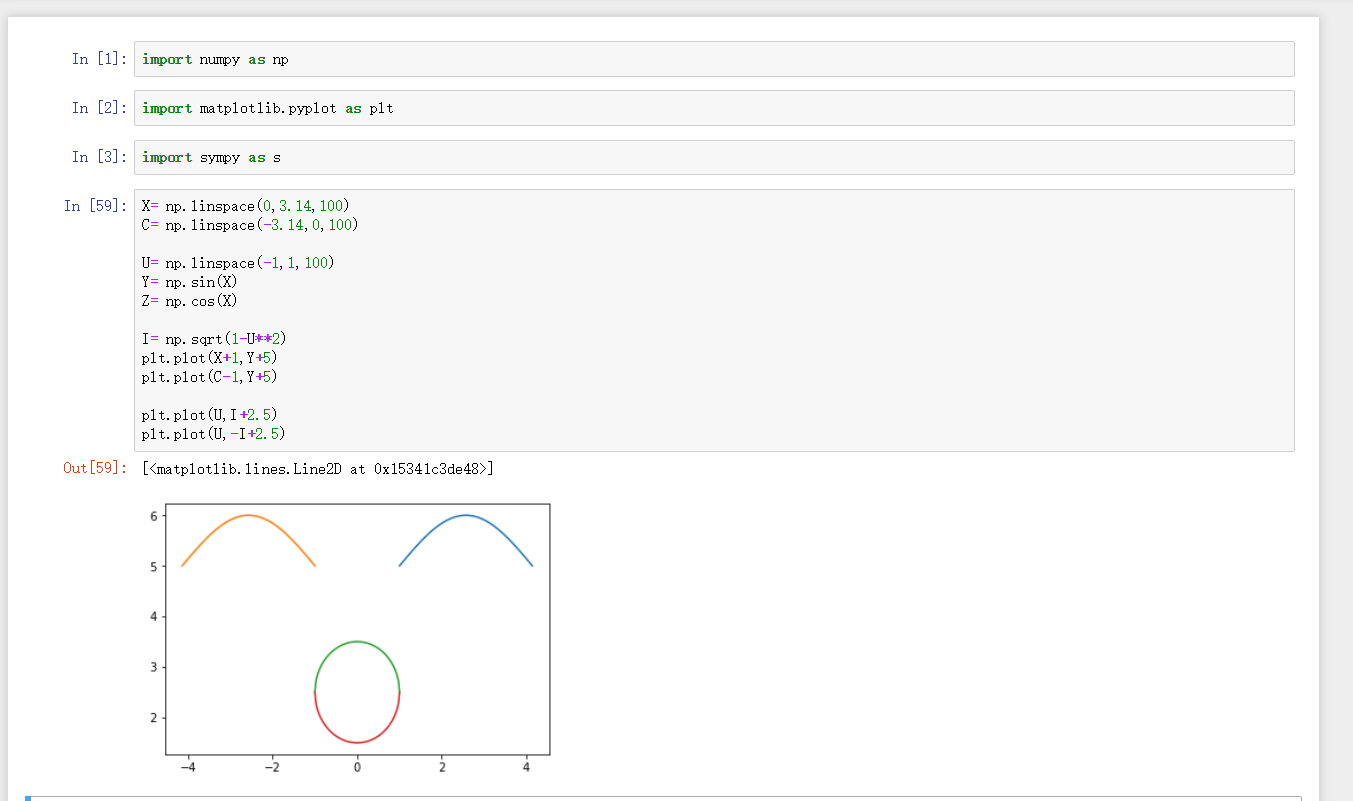 In [1]: import numpy as np
In [2]: import matplotlib.pyplot as plt
In [3]: import sympy as s
In [59]: X= np.linspace(0,3.14,100)
C= np.linspace(-3.14,0,100)
U= np.linspace(-1,1,100)
Y= np.sin(X)
Z= np.cos(X)
I= np.sqrt(1-U**2)
plt.plot(X+1,Y+5)
plt.plot(C-1,Y+5)
plt.plot(U,I+2.5)
plt.plot(U,-I+2.5)
Out[59]: [<matplotlib.lines.Line2D at 0x15341c3de48>]
6
5
4
3
2
−4 −2 0 2 4